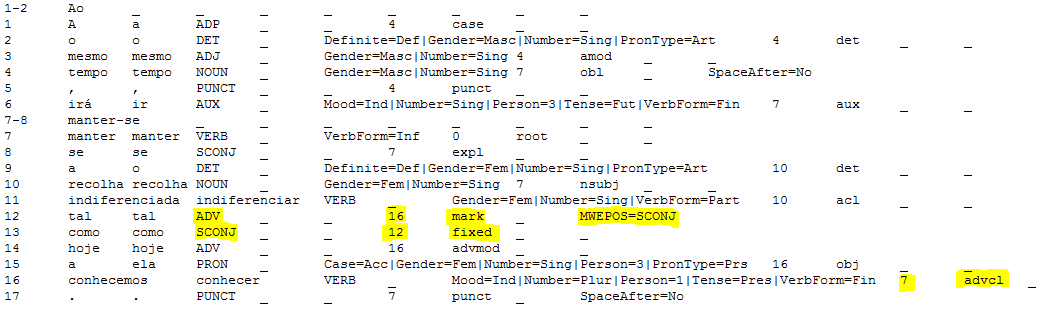 1-2 Ao _ _ _ _ _ _ _ _
1 A a ADP _ _ 4 case _ _
2 o o DET _ Definite=Def|Gender=Masc|Number=Sing|PronType=Art 4 det _ _
3 mesmo mesmo ADJ _ Gender=Masc|Number=Sing 4 amod _ _
4 tempo tempo NOUN _ Gender=Masc|Number=Sing 7 obl _ SpaceAfter=No
5 , , PUNCT _ _ 4 punct _ _
6 irá ir AUX _ Mood=Ind|Number=Sing|Person=3|Tense=Fut|VerbForm=Fin 7 aux _ _
7-8 manter-se _ _ _ _ _ _ _ _
7 manter manter VERB _ VerbForm=Inf 0 root _ _
8 se se SCONJ _ _ 7 expl _ _
9 a o DET _ Definite=Def|Gender=Fem|Number=Sing|PronType=Art 10 det _ _
10 recolha recolha NOUN _ Gender=Fem|Number=Sing 7 nsubj _ _
11 indiferenciada indiferenciar VERB _ Gender=Fem|Number=Sing|VerbForm=Part 10 acl _ _
12 tal tal ADV _ _ 16 mark _ MWEPOS=SCONJ
13 como como SCONJ _ _ 12 fixed _ _
14 hoje hoje ADV _ _ 16 advmod _ _
15 a ela PRON _ Case=Acc|Gender=Fem|Number=Sing|Person=3|PronType=Prs 16 obj _ _
16 conhecemos conhecer VERB _ Mood=Ind|Number=Plur|Person=1|Tense=Pres|VerbForm=Fin 7 advcl _
17 . . PUNCT _ _ 7 punct _ SpaceAfter=No